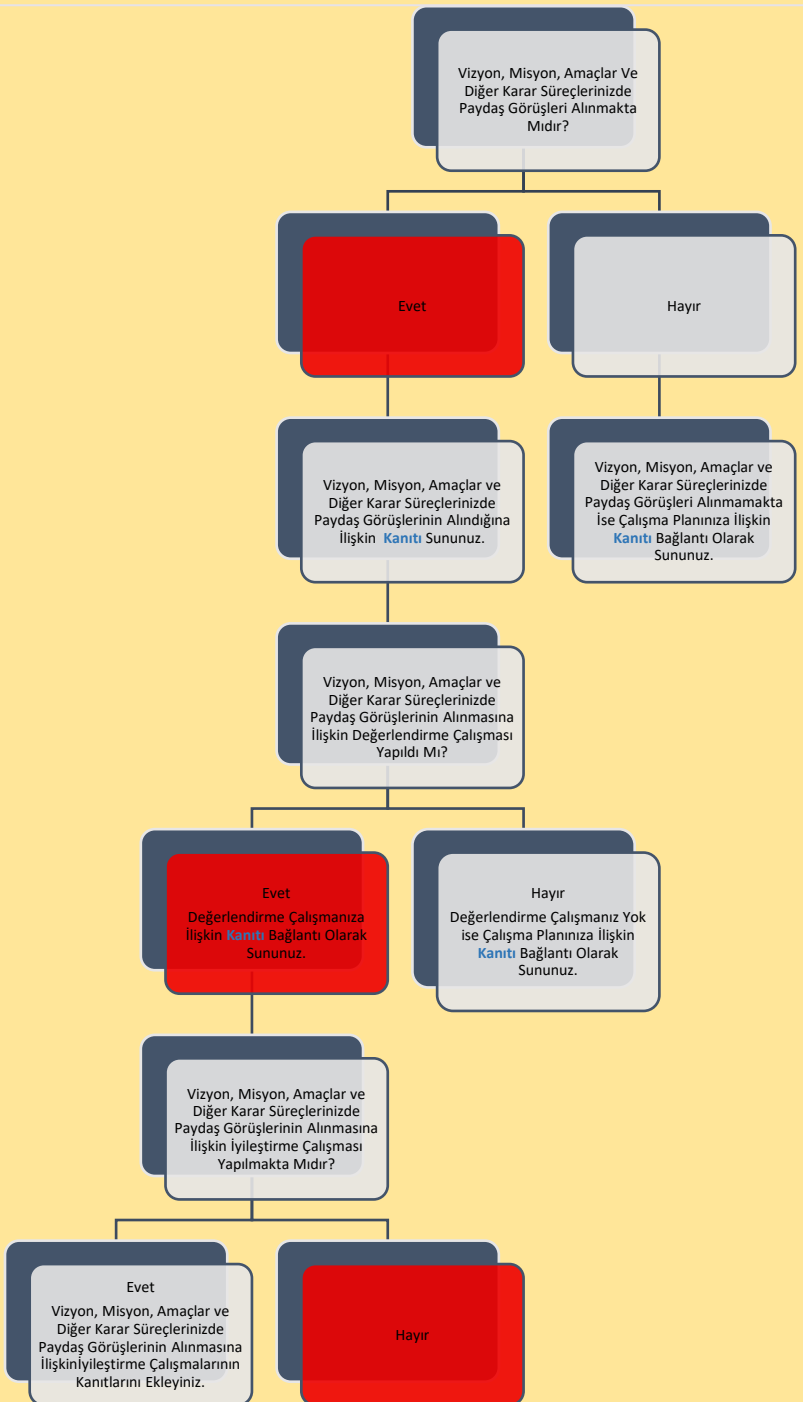 Vizyon, Misyon, Amaçlar Ve
Diğer Karar Süreçlerinizde
Paydaş Görüşleri Alınmakta
Mıdır?
Evet
Hayır
Vizyon, Misyon, Amaçlar ve
Diğer Karar Süreçlerinizde
Paydaş Görüşlerinin Alındığına
İlişkin Kanıtı Sununuz.
Vizyon, Misyon, Amaçlar ve
Diğer Karar Süreçlerinizde
Paydaş Görüşleri Alınmamakta
İse Çalışma Planınıza İlişkin
Kanıtı Bağlantı Olarak
Sununuz.
Vizyon, Misyon, Amaçlar ve
Diğer Karar Süreçlerinizde
Paydaş Görüşlerinin Alınmasına
İlişkin Değerlendirme Çalışması
Yapıldı Mı?
Evet
Değerlendirme Çalışmanıza
İlişkin Kanıtı Bağlantı Olarak
Sununuz.
Hayır
Değerlendirme Çalışmanız Yok
ise Çalışma Planınıza İlişkin
Kanıtı Bağlantı Olarak
Sununuz.
Vizyon, Misyon, Amaçlar ve
Diğer Karar Süreçlerinizde
Paydaş Görüşlerinin Alınmasına
İlişkin İyileştirme Çalışması
Yapılmakta Mıdır?
Evet
Vizyon, Misyon, Amaçlar ve
Diğer Karar Süreçlerinizde
Paydaş Görüşlerinin Alınmasına
İlişkinİyileştirme Çalışmalarının
Kanıtlarını Ekleyiniz.
Hayır